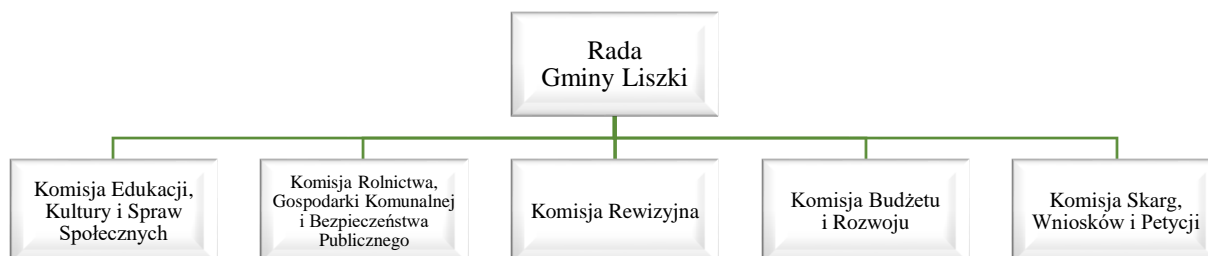 Rada
Gminy Liszki
Komisja Edukacji,
Kultury i Spraw
Społecznych
Komisja Rolnictwa,
Gospodarki Komunalnej
i Bezpieczeństwa
Publicznego
Komisja Rewizyjna
Komisja Budżetu
i Rozwoju
Komisja Skarg,
Wniosków i Petycji